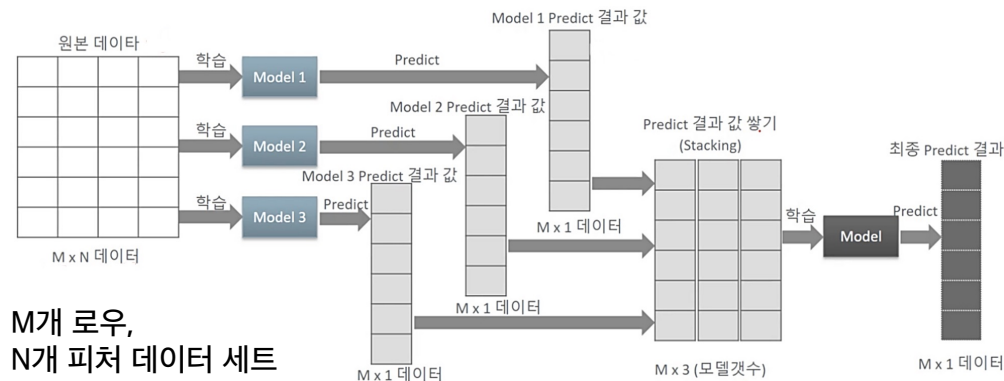 Model 1 Predict 결과 값
원본 데이타
학습
Model 1
Predict
Model 2 Predict 결과 값
학습
Model 2
Predict
Predict 결과 값 쌓기
(Stacking)
최종 Predict 결과
Model 3 Predict 결과 값
학습
Model 3
Predict
M x 1 데이터
학습
Model
Predict
M x N 데이터
M x 1 데이터
M개 로우,
N개 피처 데이터 세트
M x 1 데이터
M x 3 (모델갯수)
M x 1 데이터